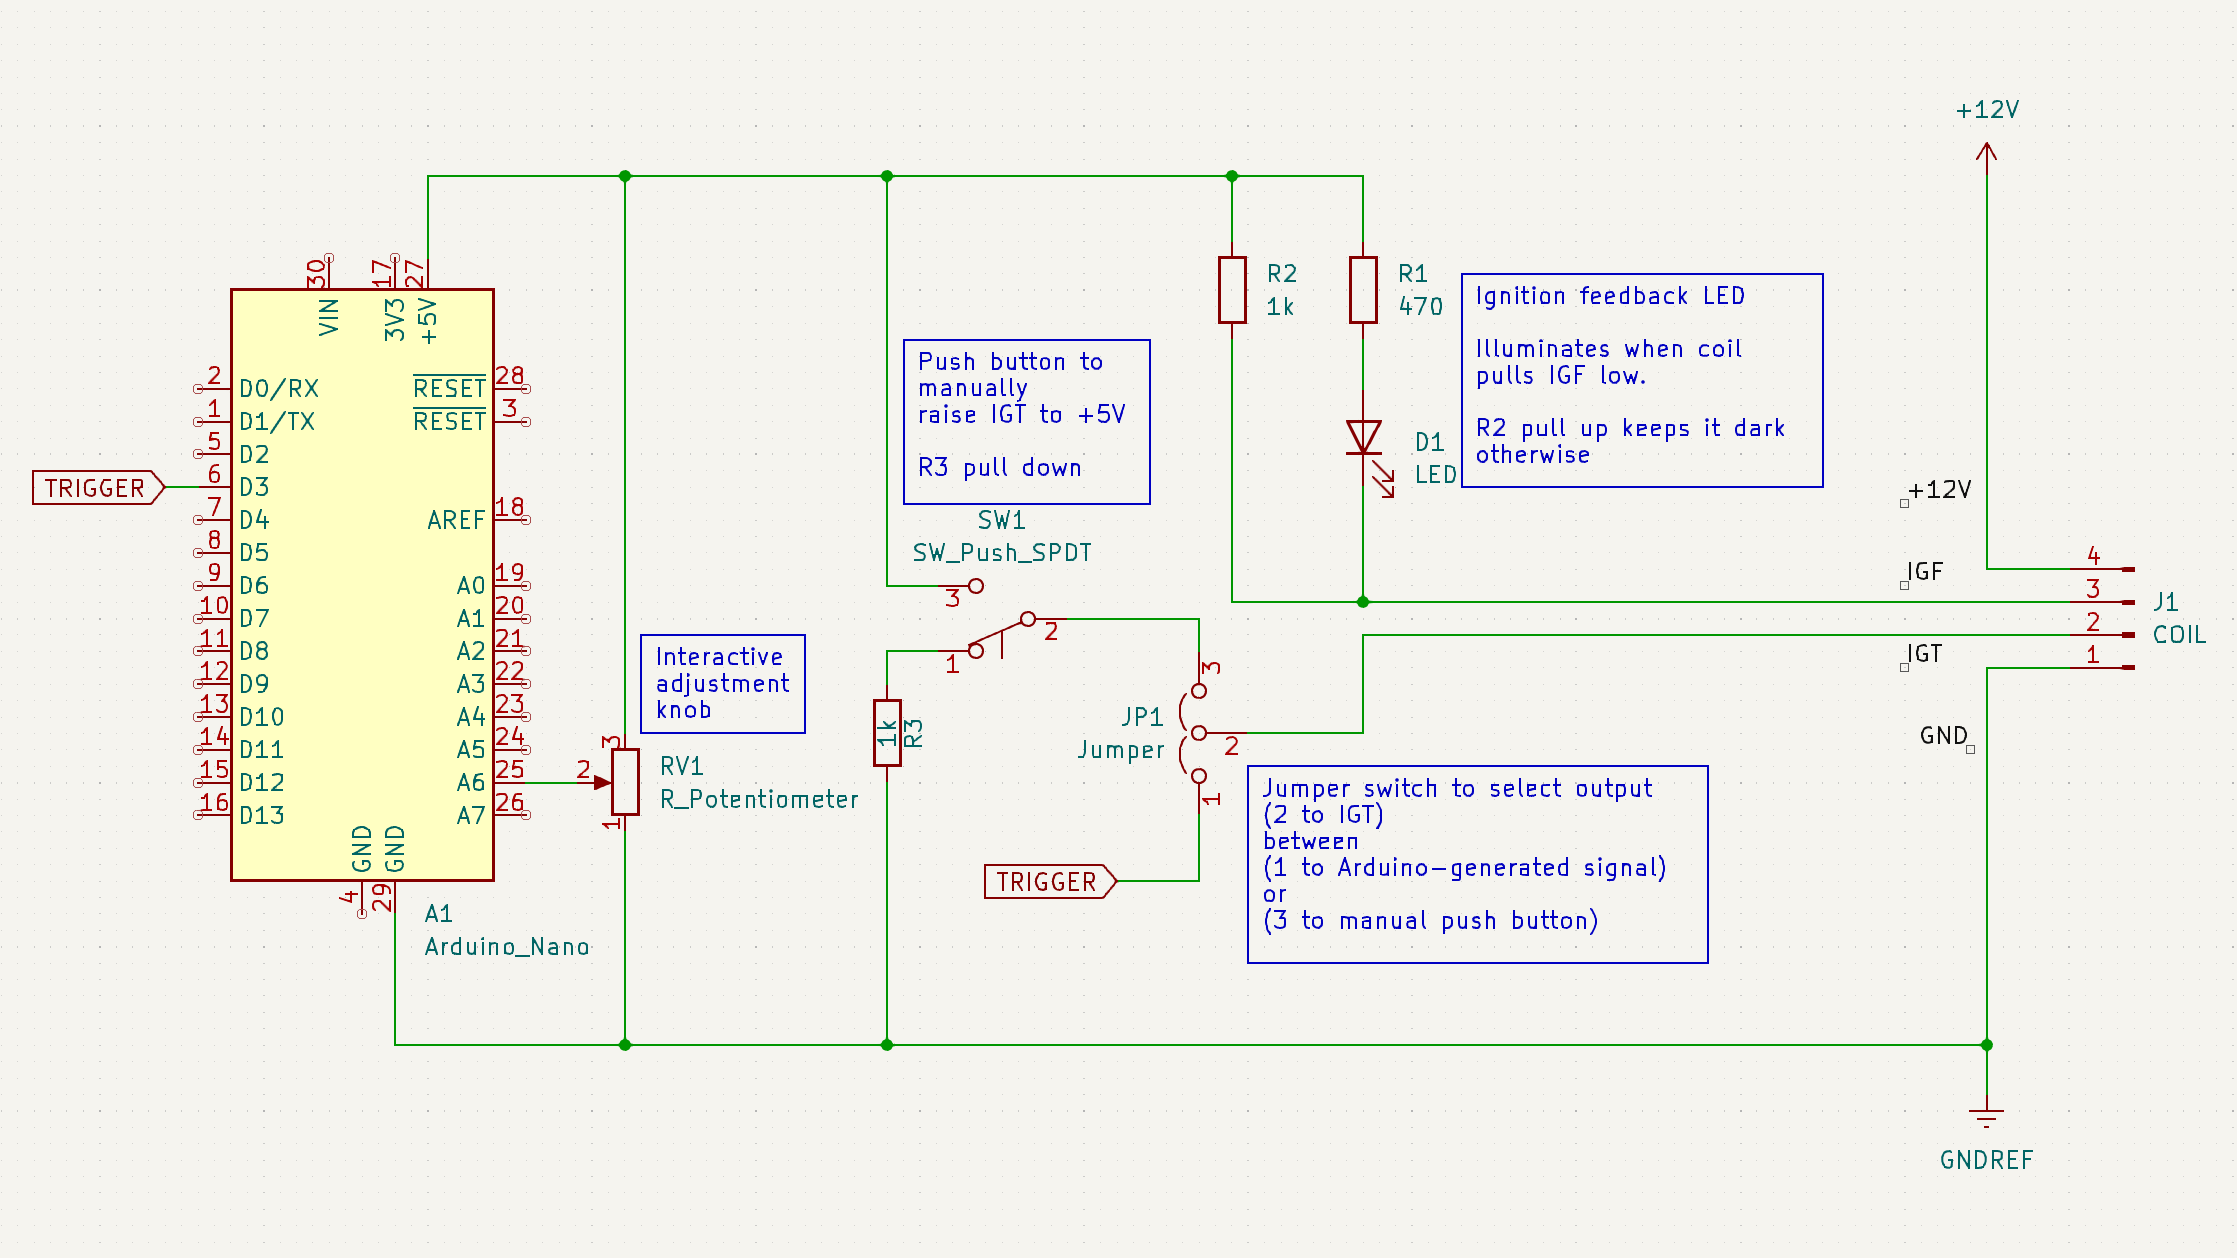 +12V
30
VIN
17
3V3
27
+5V
2
D0/RX
1
D1/TX
5
D2
6
D3
TRIGGER
7
D4
8
D5
9
D6
10
D7
11
D8
12
D9
13
D10
14
D11
15
D12
16
D13
RESET
28
RESET
3
AREF
18
A0
19
A1
20
A2
21
A3
22
A4
23
A5
24
A6
25
A7
26
GND
4
GND
29
A1
Arduino_Nano
Interactive
adjustment
knob
3
2
1
RV1
R_Potentiometer
Push button to
manually
raise IGT to +5V
R3 pull down
SW1
SW_Push_SPDT
3
2
1
1k
R3
R2
1k
R1
470
D1
LED
Ignition feedback LED
Illuminates when coil
pulls IGF low.
R2 pull up keeps it dark
otherwise
3
JP1
Jumper
2
1
TRIGGER
Jumper switch to select output
(2 to IGT)
between
(1 to Arduino-generated signal)
or
(3 to manual push button)
+12V
IGF
IGT
GND
4
3
2
1
J1
COIL
GNDREF